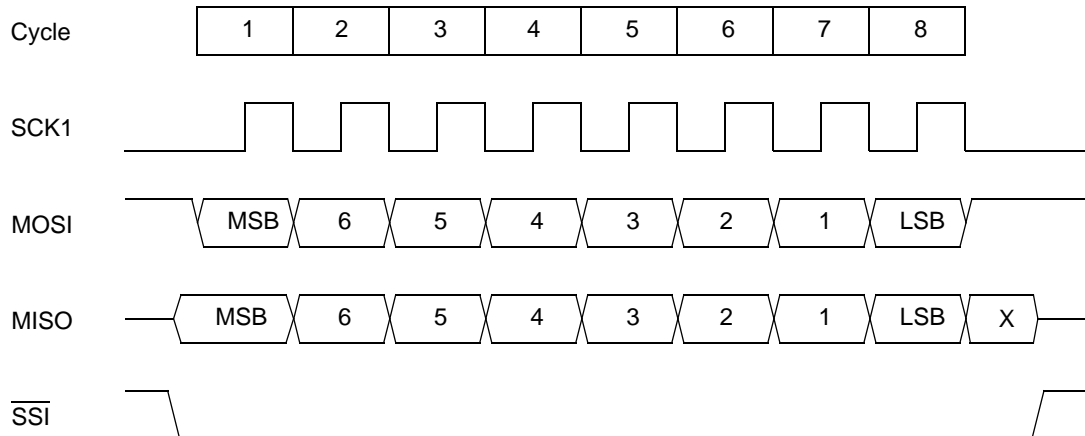 Cycle 1 2 3 4 5 6 7 8
SCK1
MOSI MSB 6 5 4 3 2 1 LSB
MISO MSB 6 5 4 3 2 1 LSB X
SSI